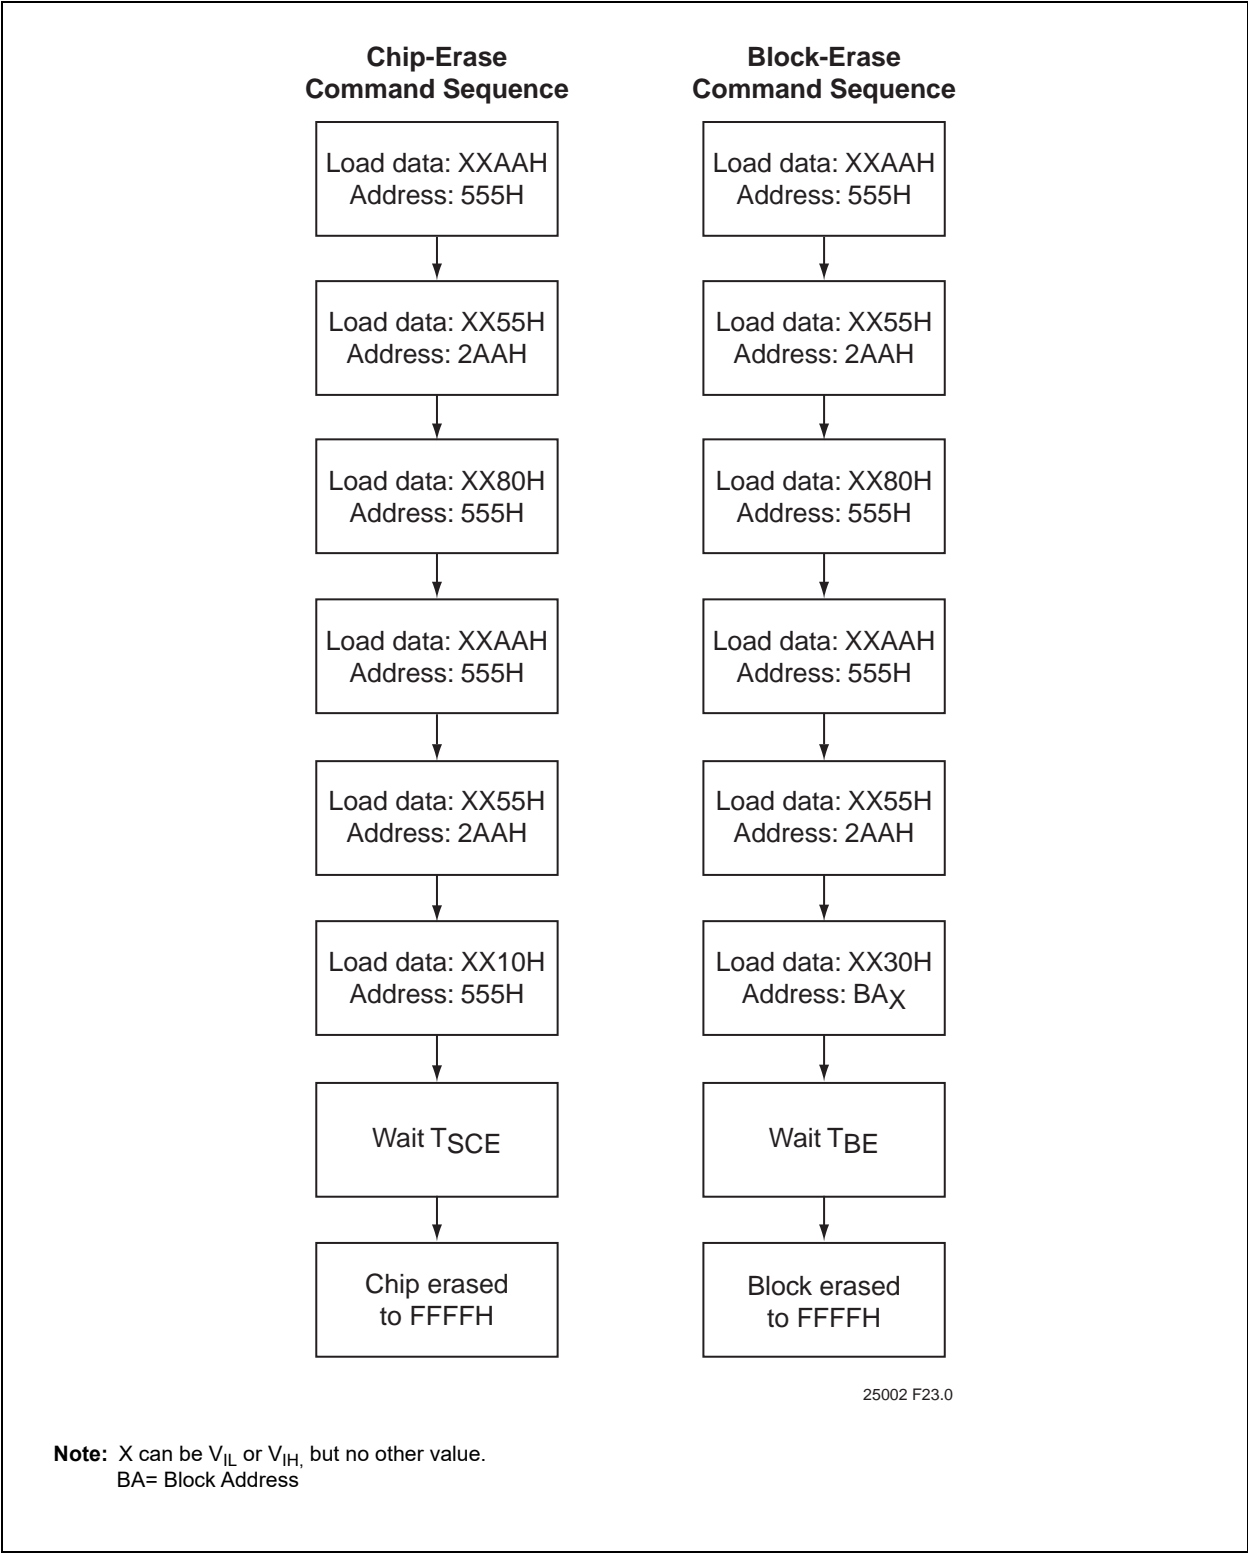 Chip-Erase
Command Sequence
Load data: XXAAH
Address: 555H
Load data: XX55H
Address: 2AAH
Load data: XX80H
Address: 555H
Load data: XXAAH
Address: 555H
Load data: XX55H
Address: 2AAH
Load data: XX10H
Address: 555H
Wait TSCE
Chip erased
to FFFFH
Block-Erase
Command Sequence
Load data: XXAAH
Address: 555H
Load data: XX55H
Address: 2AAH
Load data: XX80H
Address: 555H
Load data: XXAAH
Address: 555H
Load data: XX55H
Address: 2AAH
Load data: XX30H
Address: BAX
Wait TBE
Block erased
to FFFFH
25002 F23.0
Note: X can be VIL or VIH, but no other value.
BA= Block Address